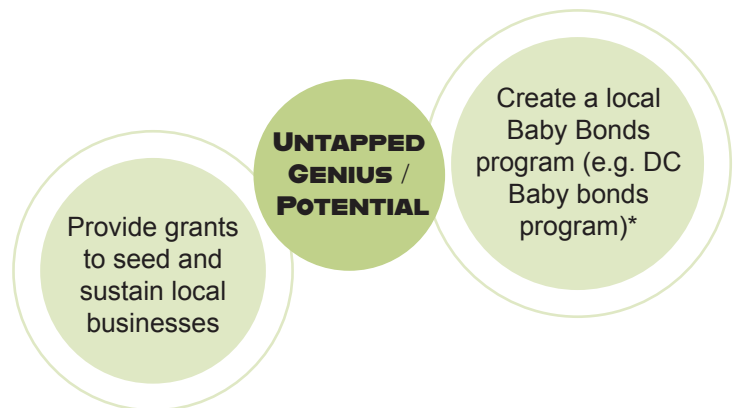 UNTAPPED
GENIUS /
POTENTIAL
Create a local
Baby Bonds
program (e.g. DC
Baby bonds
program)*
Provide grants
to seed and
sustain local
businesses